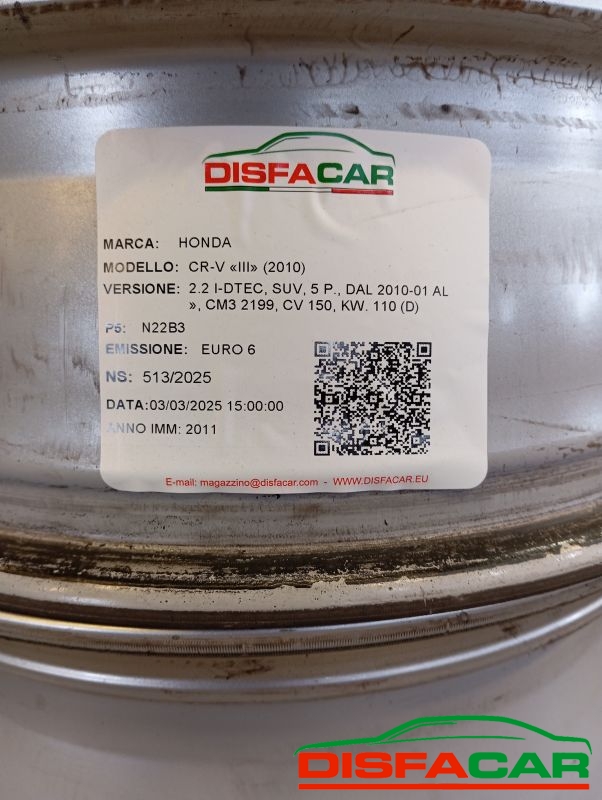 DISFACAR
MARCA: HONDA
MODELLO: CR-V «III» (2010)
VERSIONE: 2.2 I-DTEC, SUV, 5 P., DAL 2010-01 AL
», CM3 2199, CV 150, KW. 110 (D)
P5: N22B3
EMISSIONE: EURO 6
NS: 513/2025
DATA:03/03/2025 15:00:00
ANNO IMM: 2011
E-mail: magazzino@disfacar.com - WWW.DISFACAR.EU
DISFACAR